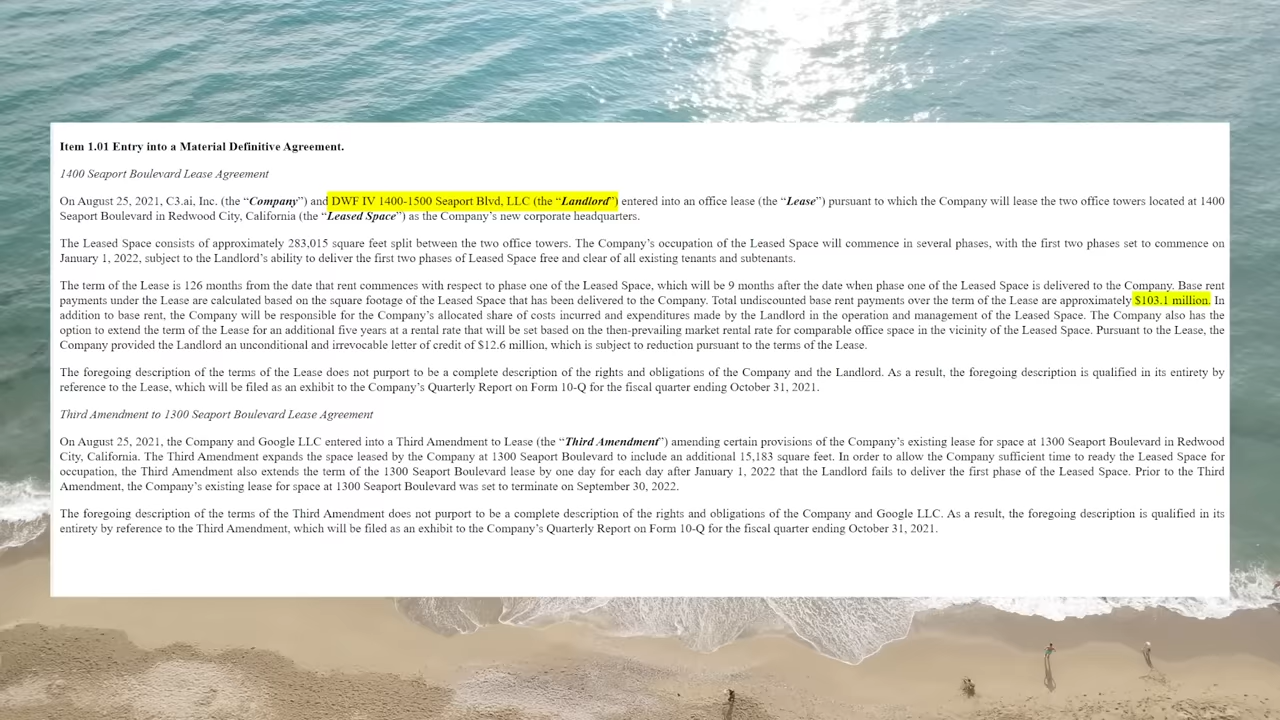 Item 1.01 Entry into a Material Definitive Agreement.
1400 Seaport Boulevard Lease Agreement
On August 25, 2021, C3.ai, Inc. (the “Company”) and DWF IV 1400-1500 Seaport Blvd, LLC (the “Landlord”) entered into an office lease (the “Lease”) pursuant to which the Company will lease the two office towers located at 1400
Seaport Boulevard in Redwood City, California (the “Leased Space”) as the Company’s new corporate headquarters.
The Leased Space consists of approximately 283,015 square feet split between the two office towers. The Company’s occupation of the Leased Space will commence in several phases, with the first two phases set to commence on
January 1, 2022, subject to the Landlord’s ability to deliver the first two phases of Leased Space free and clear of all existing tenants and subtenants.
The term of the Lease is 126 months from the date that rent commences with respect to phase one of the Leased Space, which will be 9 months after the date when phase one of the Leased Space is delivered to the Company. Base rent
payments under the Lease are calculated based on the square footage of the Leased Space that has been delivered to the Company. Total undiscounted base rent payments over the term of the Lease are approximately $103.1 million. In
addition to base rent, the Company will be responsible for the Company’s allocated share of costs incurred and expenditures made by the Landlord in the operation and management of the Leased Space. The Company also has the
option to extend the term of the Lease for an additional five years at a rental rate that will be set based on the then-prevailing market rental rate for comparable office space in the vicinity of the Leased Space. Pursuant to the Lease, the
Company provided the Landlord an unconditional and irrevocable letter of credit of $12.6 million, which is subject to reduction pursuant to the terms of the Lease.
The foregoing description of the terms of the Lease does not purport to be a complete description of the rights and obligations of the Company and the Landlord. As a result, the foregoing description is qualified in its entirety by
reference to the Lease, which will be filed as an exhibit to the Company’s Quarterly Report on Form 10-Q for the fiscal quarter ending October 31, 2021.
Third Amendment to 1300 Seaport Boulevard Lease Agreement
On August 25, 2021, the Company and Google LLC entered into a Third Amendment to Lease (the “Third Amendment”) amending certain provisions of the Company’s existing lease for space at 1300 Seaport Boulevard in Redwood
City, California. The Third Amendment expands the space leased by the Company at 1300 Seaport Boulevard to include an additional 15,183 square feet. In order to allow the Company sufficient time to ready the Leased Space for
occupation, the Third Amendment also extends the term of the 1300 Seaport Boulevard lease by one day for each day after January 1, 2022 that the Landlord fails to deliver the first phase of the Leased Space. Prior to the Third
Amendment, the Company’s existing lease for space at 1300 Seaport Boulevard was set to terminate on September 30, 2022.
The foregoing description of the terms of the Third Amendment does not purport to be a complete description of the rights and obligations of the Company and Google LLC. As a result, the foregoing description is qualified in its
entirety by reference to the Third Amendment, which will be filed as an exhibit to the Company’s Quarterly Report on Form 10-Q for the fiscal quarter ending October 31, 2021.